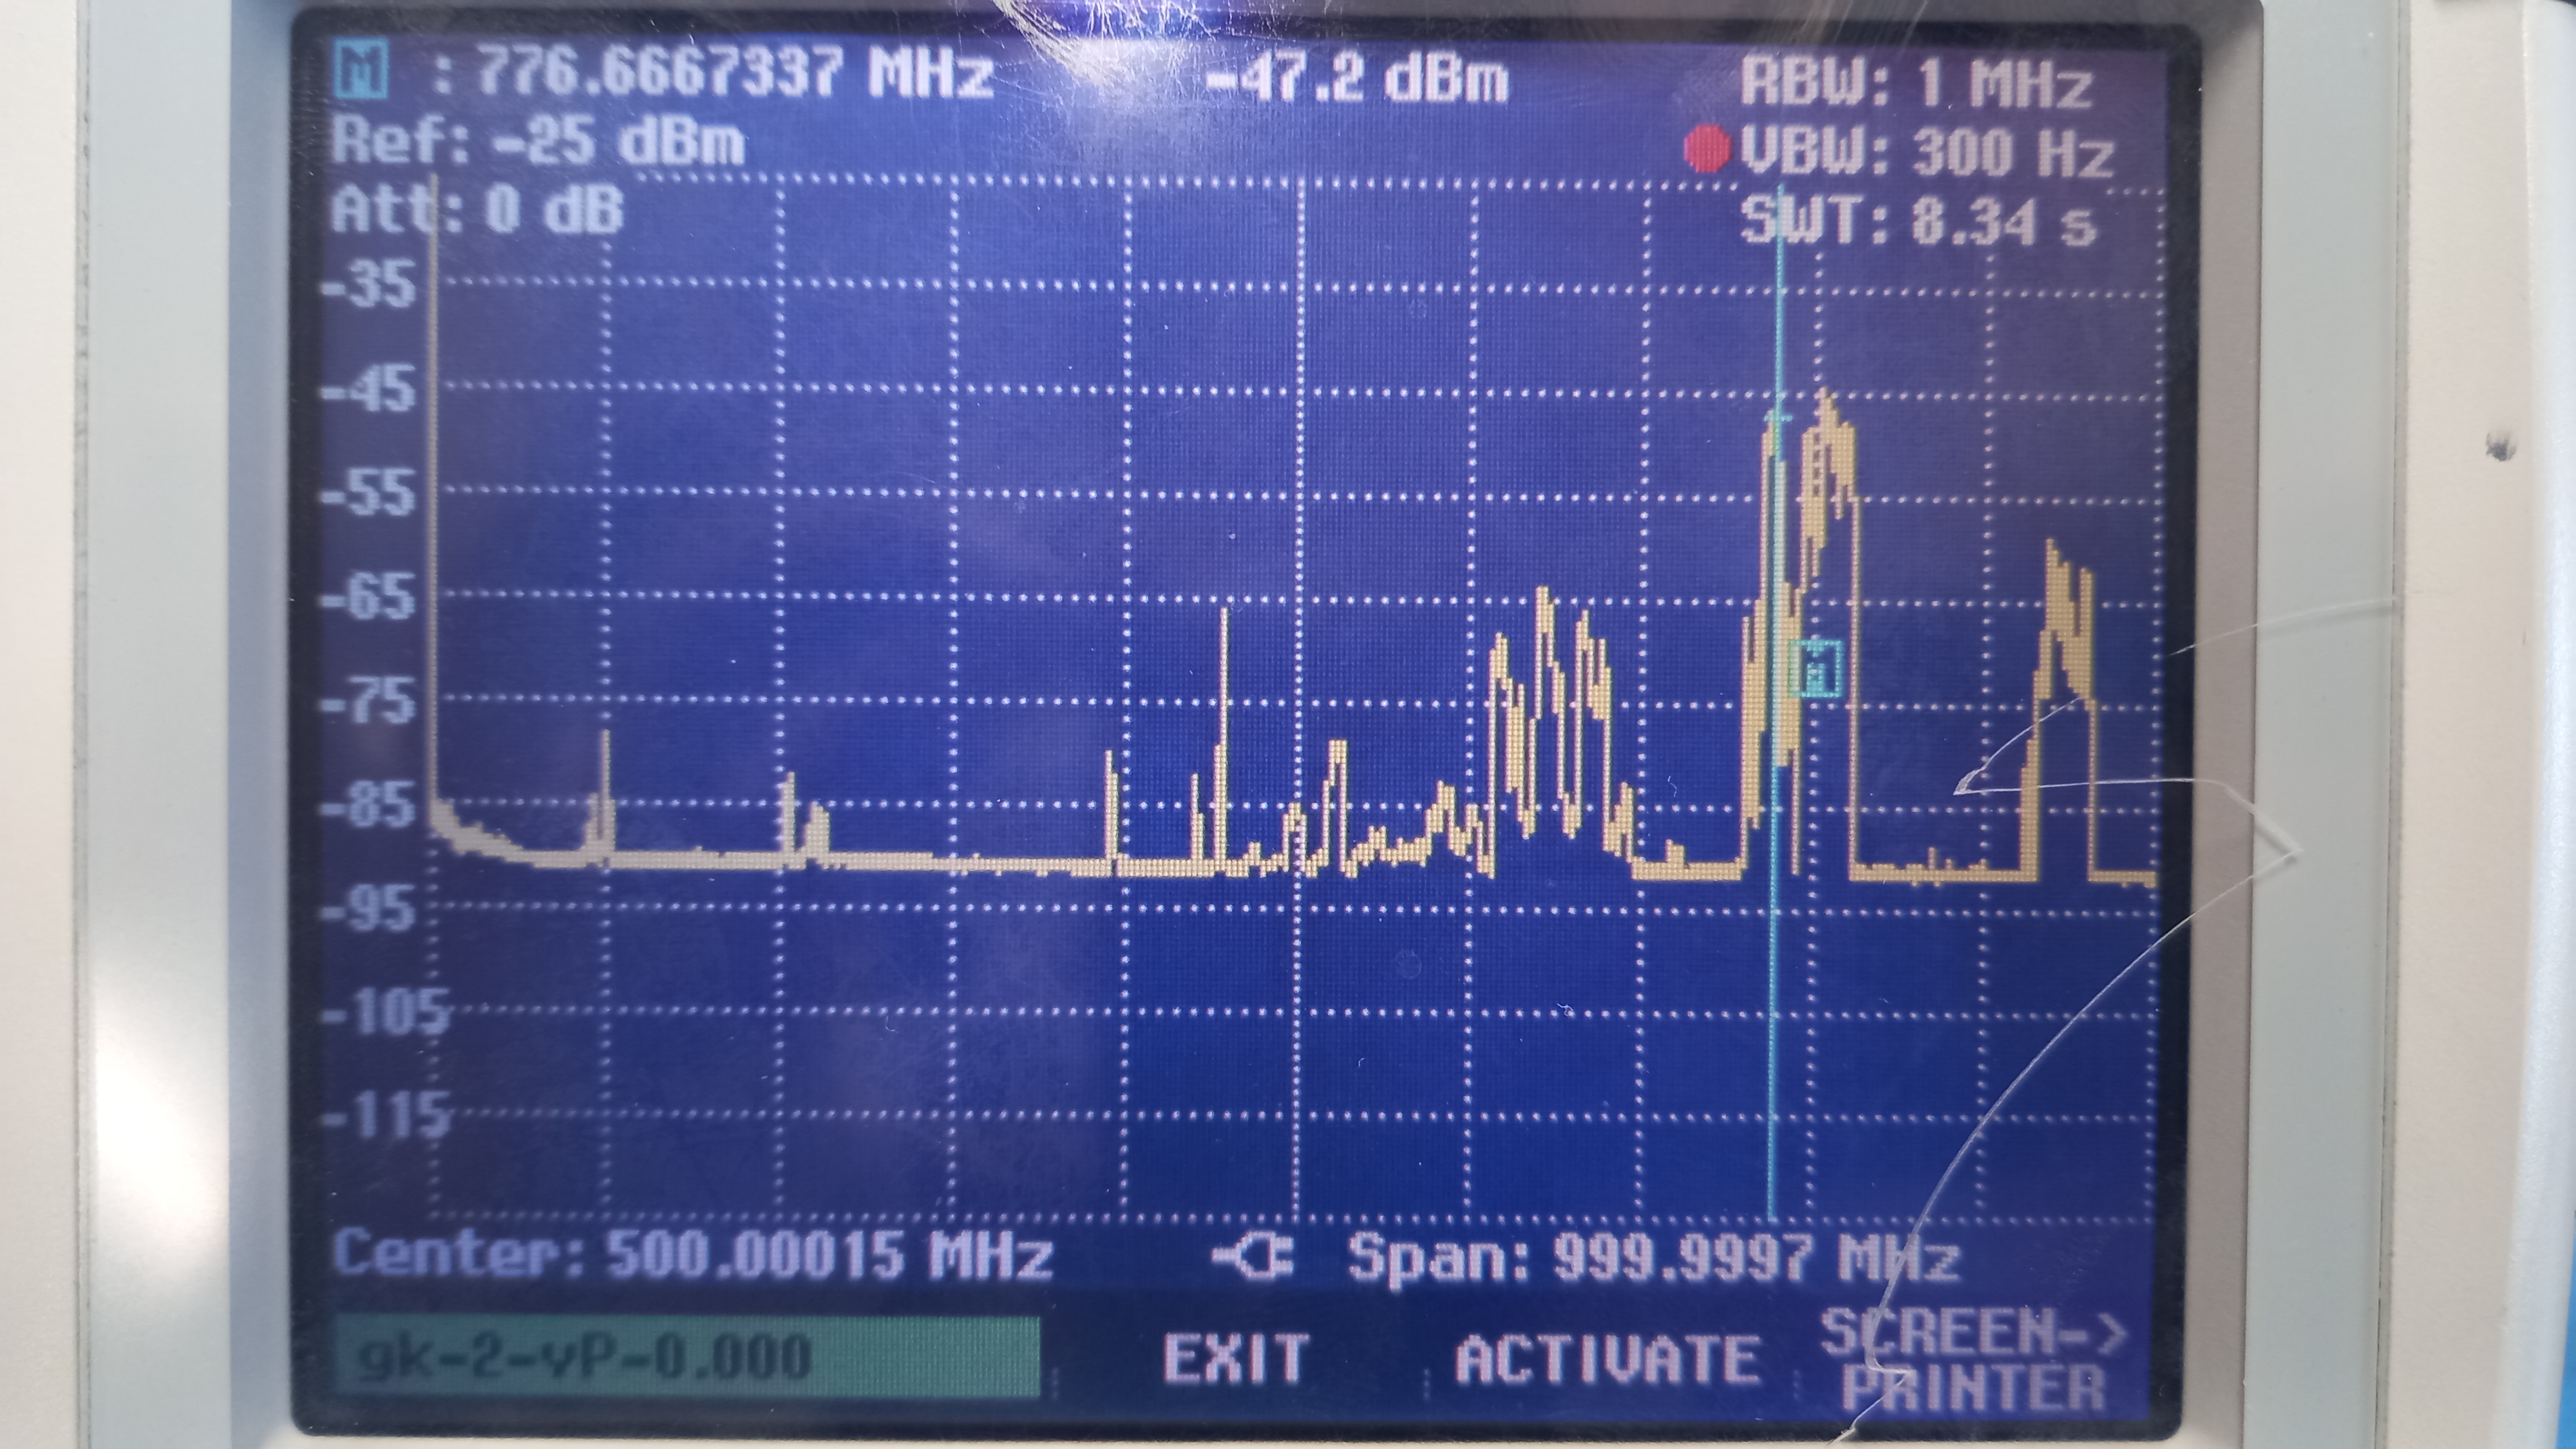 M : 776.6667337 MHz -47.2 dBm RBW: 1 MHz
Ref: -25 dBm VBW: 300 Hz
Att: 0 dB SWT: 8.34 s
-35
-45
-55
-65
M
-75
-85
-95
-105
-115
Center: 500.00015 MHz Span: 999.9997 MHz
gk-2-vP-0.000 EXIT ACTIVATE SCREEN->
PRINTER